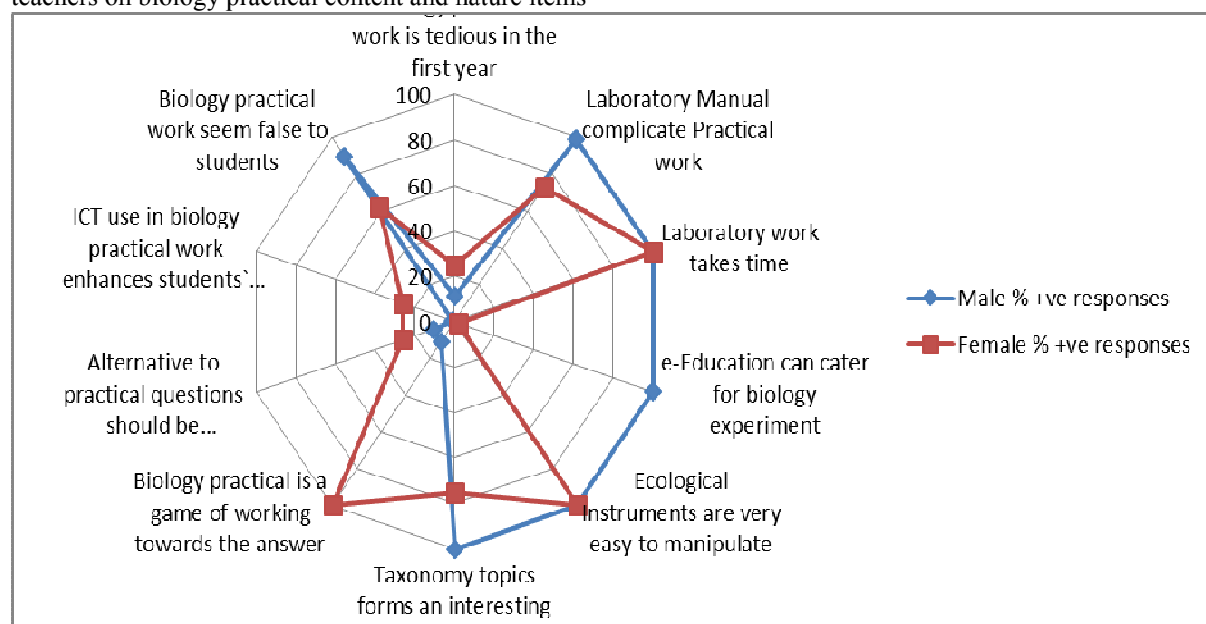 teachers on biology practical content and nature items
work is tedious in the
first year
Laboratory Manual
complicate Practical
work
Laboratory work
takes time
e-Education can cater
for biology
experiment
Ecological
Instruments are very
easy to manipulate
Taxonomy topics
forms an interesting
Biology practical is a
game of working
towards the answer
Alternative to
practical questions
should be...
ICT use in biology
practical work
enhances students`...
Biology practical
work seem false to
students
100
80
60
40
20
0
Male % +ve responses
Female % +ve responses